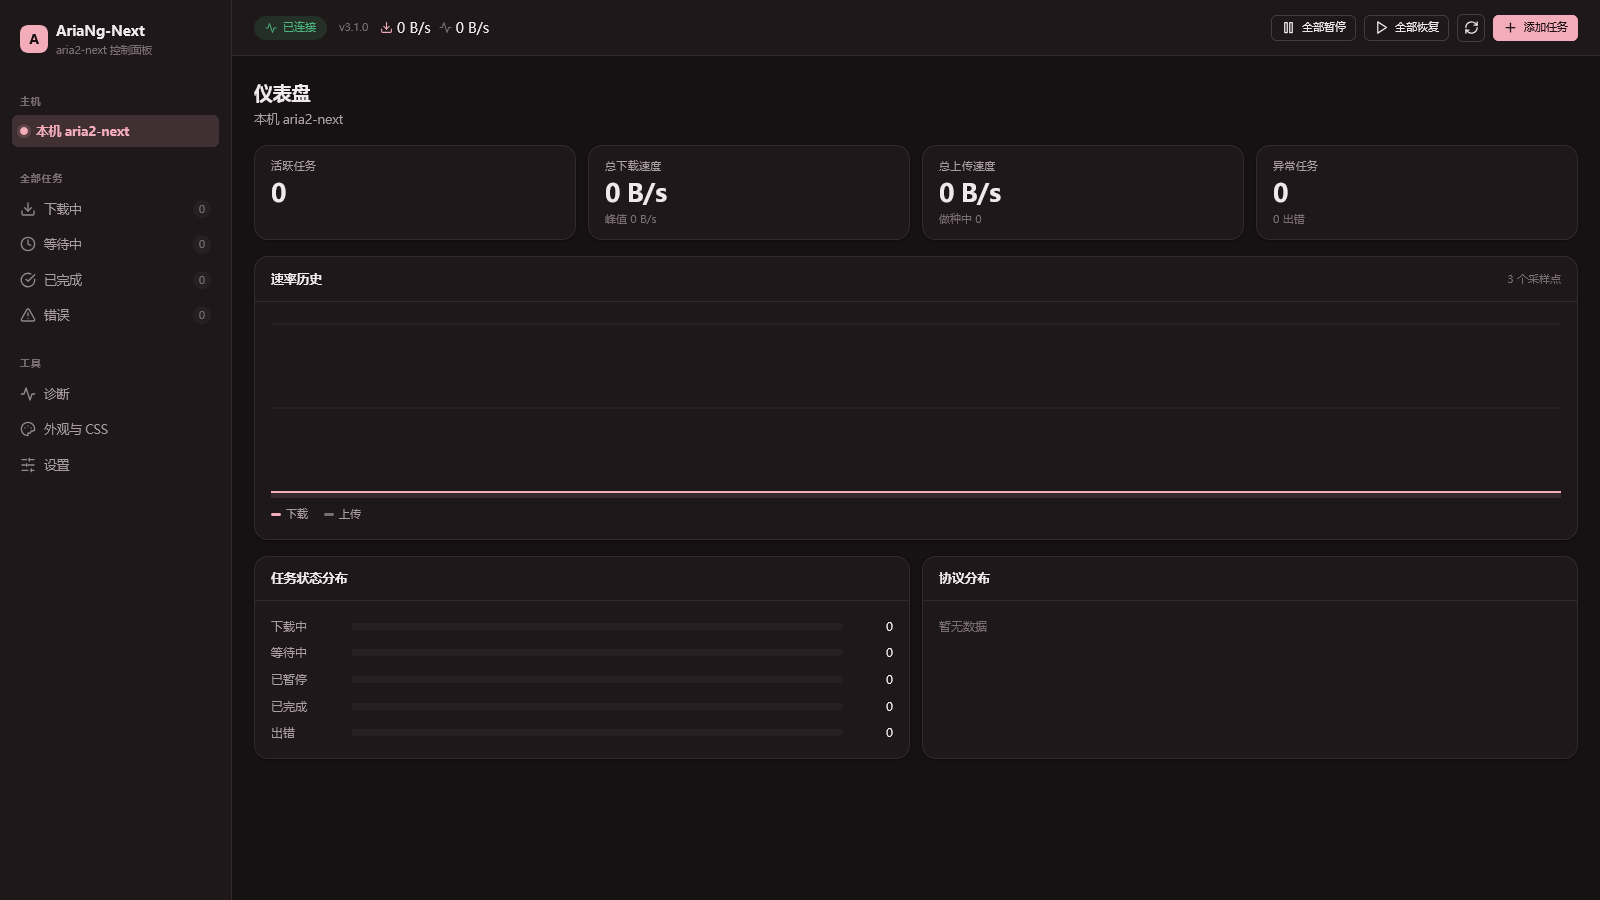 A
AriaNg-Next
aria2-next 控制面板
主机
本机 aria2-next
全部任务
下载中 0
等待中 0
已完成 0
错误 0
工具
诊断
外观与 CSS
设置
已连接 v3.1.0 0 B/s 0 B/s 全部暂停 全部恢复 添加任务
仪表盘
本机 aria2-next
活跃任务
0
总下载速度
0 B/s
峰值 0 B/s
总上传速度
0 B/s
做种中 0
异常任务
0
0 出错
速率历史 3 个采样点
下载 上传
任务状态分布
下载中 0
等待中 0
已暂停 0
已完成 0
出错 0
协议分布
暂无数据